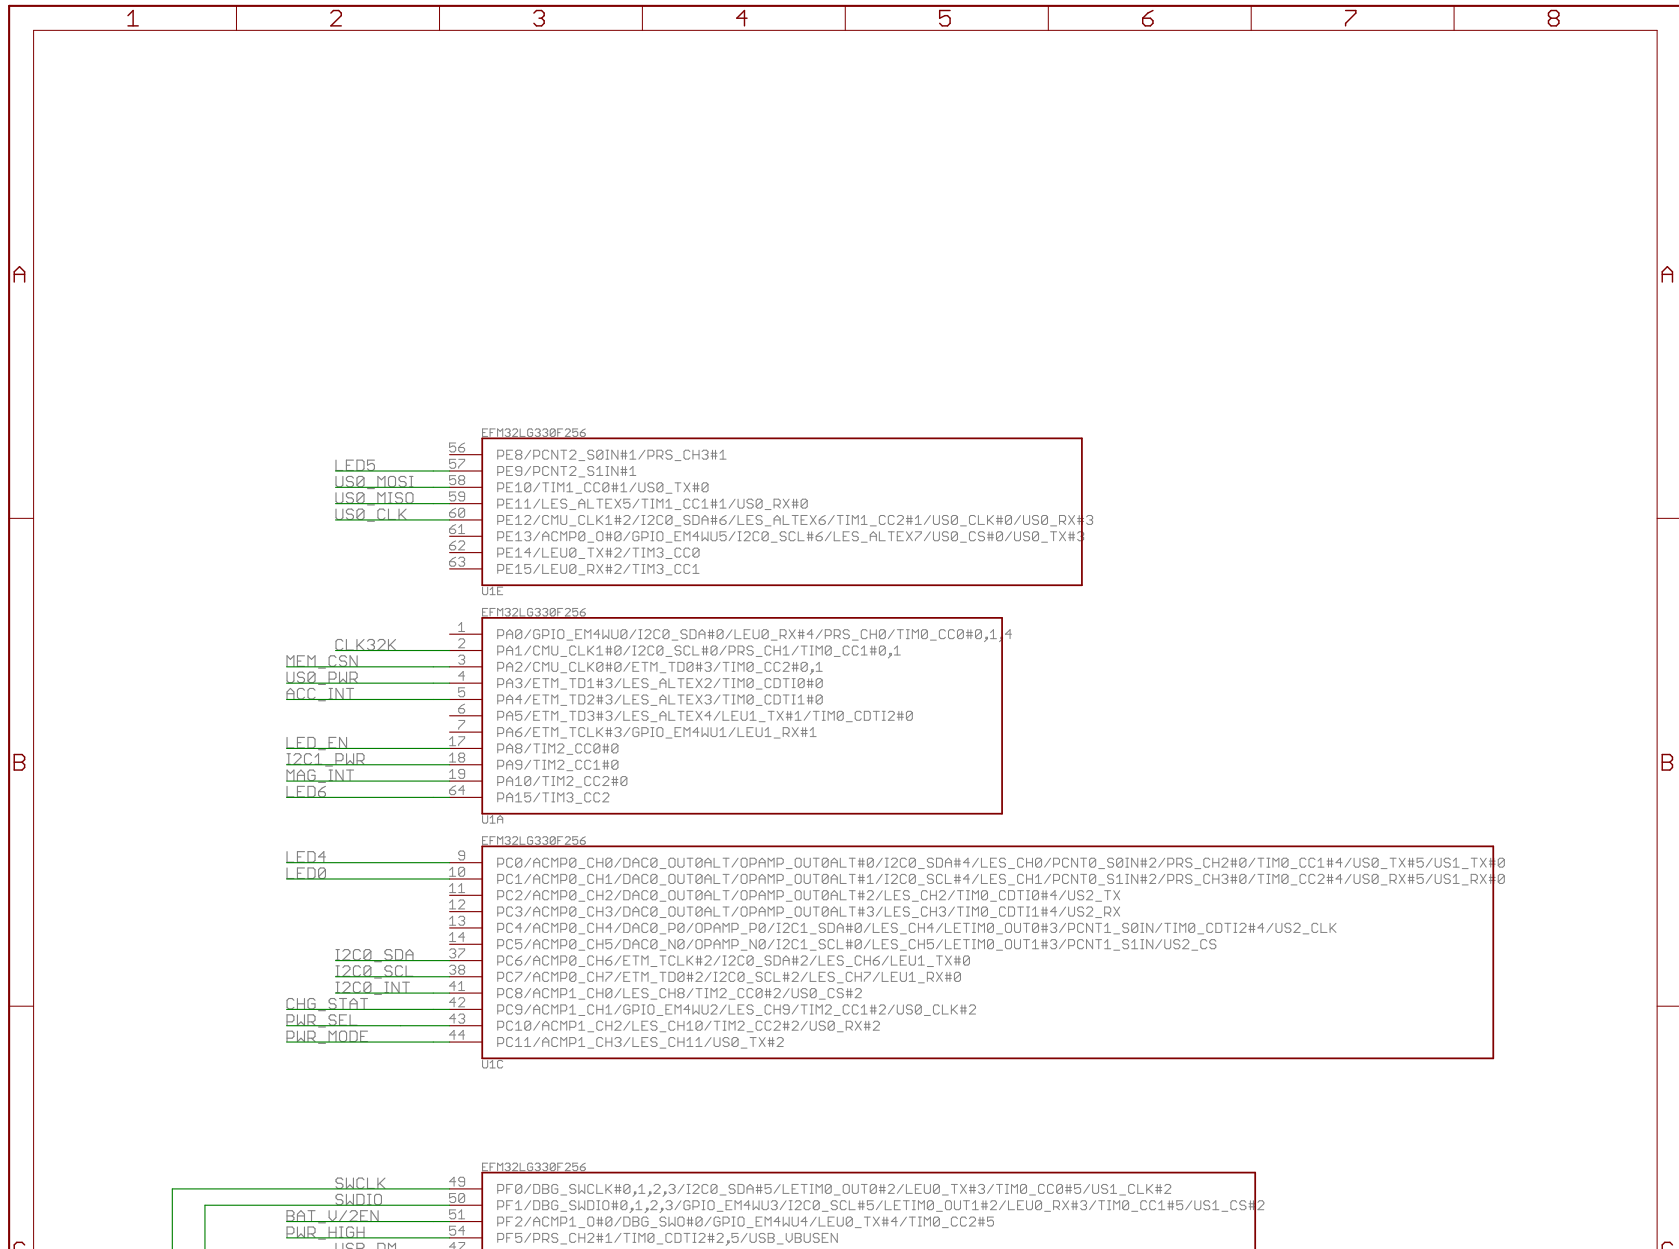 1 2 3 4 5 6 7 8
A A
EFM32LG330F256
56 PE8/PCNT2_S0IN#1/PRS_CH3#1
LED5 57 PE9/PCNT2_S1IN#1
US0_MOSI 58 PE10/TIM1_CC0#1/US0_TX#0
US0_MISO 59 PE11/LES_ALTEX5/TIM1_CC1#1/US0_RX#0
US0_CLK 60 PE12/CMU_CLK1#2/I2C0_SDA#6/LES_ALTEX6/TIM1_CC2#1/US0_CLK#0/US0_RX#3
61 PE13/ACMP0_O#0/GPIO_EM4WU5/I2C0_SCL#6/LES_ALTEX7/US0_CS#0/US0_TX#3
62 PE14/LEU0_TX#2/TIM3_CC0
63 PE15/LEU0_RX#2/TIM3_CC1
U1E
EFM32LG330F256
1 PA0/GPIO_EM4WU0/I2C0_SDA#0/LEU0_RX#4/PRS_CH0/TIM0_CC0#0,1,4
CLK32K 2 PA1/CMU_CLK1#0/I2C0_SCL#0/PRS_CH1/TIM0_CC1#0,1
MEM_CSN 3 PA2/CMU_CLK0#0/ETM_TD0#3/TIM0_CC2#0,1
US0_PWR 4 PA3/ETM_TD1#3/LES_ALTEX2/TIM0_CDTI0#0
ACC_INT 5 PA4/ETM_TD2#3/LES_ALTEX3/TIM0_CDTI1#0
6 PA5/ETM_TD3#3/LES_ALTEX4/LEU1_TX#1/TIM0_CDTI2#0
7 PA6/ETM_TCLK#3/GPIO_EM4WU1/LEU1_RX#1
LED_EN 17 PA8/TIM2_CC0#0
B I2C1_PWR 18 PA9/TIM2_CC1#0 B
MAG_INT 19 PA10/TIM2_CC2#0
LED6 64 PA15/TIM3_CC2
U1A
EFM32LG330F256
LED4 9 PC0/ACMP0_CH0/DAC0_OUT0ALT/OPAMP_OUT0ALT#0/I2C0_SDA#4/LES_CH0/PCNT0_S0IN#2/PRS_CH2#0/TIM0_CC1#4/US0_TX#5/US1_TX#0
LED0 10 PC1/ACMP0_CH1/DAC0_OUT0ALT/OPAMP_OUT0ALT#1/I2C0_SCL#4/LES_CH1/PCNT0_S1IN#2/PRS_CH3#0/TIM0_CC2#4/US0_RX#5/US1_RX#0
11 PC2/ACMP0_CH2/DAC0_OUT0ALT/OPAMP_OUT0ALT#2/LES_CH2/TIM0_CDTI0#4/US2_TX
12 PC3/ACMP0_CH3/DAC0_OUT0ALT/OPAMP_OUT0ALT#3/LES_CH3/TIM0_CDTI1#4/US2_RX
13 PC4/ACMP0_CH4/DAC0_P0/OPAMP_P0/I2C1_SDA#0/LES_CH4/LETIM0_OUT0#3/PCNT1_S0IN/TIM0_CDTI2#4/US2_CLK
14 PC5/ACMP0_CH5/DAC0_N0/OPAMP_N0/I2C1_SCL#0/LES_CH5/LETIM0_OUT1#3/PCNT1_S1IN/US2_CS
I2C0_SDA 37 PC6/ACMP0_CH6/ETM_TCLK#2/I2C0_SDA#2/LES_CH6/LEU1_TX#0
I2C0_SCL 38 PC7/ACMP0_CH7/ETM_TD0#2/I2C0_SCL#2/LES_CH7/LEU1_RX#0
I2C0_INT 41 PC8/ACMP1_CH0/LES_CH8/TIM2_CC0#2/US0_CS#2
CHG_STAT 42 PC9/ACMP1_CH1/GPIO_EM4WU2/LES_CH9/TIM2_CC1#2/US0_CLK#2
PWR_SEL 43 PC10/ACMP1_CH2/LES_CH10/TIM2_CC2#2/US0_RX#2
PWR_MODE 44 PC11/ACMP1_CH3/LES_CH11/US0_TX#2
U1C
EFM32LG330F256
SWCLK 49 PF0/DBG_SWCLK#0,1,2,3/I2C0_SDA#5/LETIM0_OUT0#2/LEU0_TX#3/TIM0_CC0#5/US1_CLK#2
SWDIO 50 PF1/DBG_SWDIO#0,1,2,3/GPIO_EM4WU3/I2C0_SCL#5/LETIM0_OUT1#2/LEU0_RX#3/TIM0_CC1#5/US1_CS#2
BAT_V/2EN 51 PF2/ACMP1_O#0/DBG_SWO#0/GPIO_EM4WU4/LEU0_TX#4/TIM0_CC2#5
PWR_HIGH 54 PF5/PRS_CH2#1/TIM0_CDTI2#2,5/USB_VBUSEN
USB_DM 47